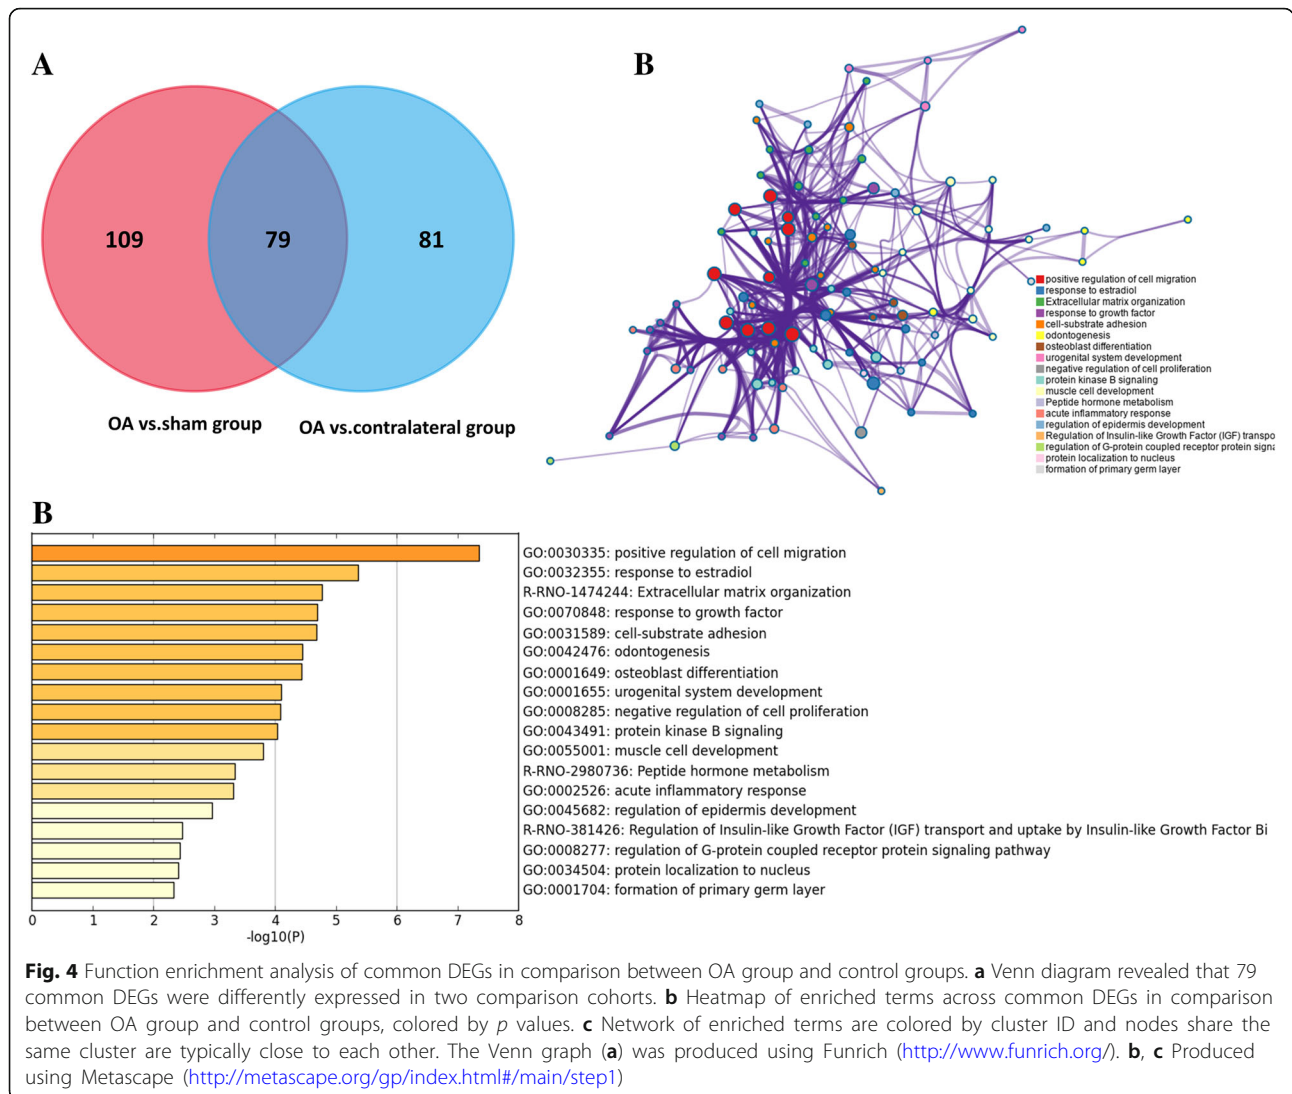 A
109
79
81
OA vs.sham group
OA vs.contralateral group
B
positive regulation of cell migration
response to estradiol
Extracellular matrix organization
response to growth factor
cell-substrate adhesion
odontogenesis
osteoblast differentiation
urogenital system development
negative regulation of cell proliferation
protein kinase B signaling
muscle cell development
Peptide hormone metabolism
acute inflammatory response
regulation of epidermis development
Regulation of Insulin-like Growth Factor (IGF) transpo
regulation of G-protein coupled receptor protein signa
protein localization to nucleus
formation of primary germ layer
B
GO:0030335: positive regulation of cell migration
GO:0032355: response to estradiol
R-RNO-1474244: Extracellular matrix organization
GO:0070848: response to growth factor
GO:0031589: cell-substrate adhesion
GO:0042476: odontogenesis
GO:0001649: osteoblast differentiation
GO:0001655: urogenital system development
GO:0008285: negative regulation of cell proliferation
GO:0043491: protein kinase B signaling
GO:0055001: muscle cell development
R-RNO-2980736: Peptide hormone metabolism
GO:0002526: acute inflammatory response
GO:0045682: regulation of epidermis development
R-RNO-381426: Regulation of Insulin-like Growth Factor (IGF) transport and uptake by Insulin-like Growth Factor Bi
GO:0008277: regulation of G-protein coupled receptor protein signaling pathway
GO:0034504: protein localization to nucleus
GO:0001704: formation of primary germ layer
0 1 2 3 4 5 6 7 8
-log10(P)
Fig. 4 Function enrichment analysis of common DEGs in comparison between OA group and control groups. a Venn diagram revealed that 79
common DEGs were differently expressed in two comparison cohorts. b Heatmap of enriched terms across common DEGs in comparison
between OA group and control groups, colored by p values. c Network of enriched terms are colored by cluster ID and nodes share the
same cluster are typically close to each other. The Venn graph (a) was produced using Funrich (http://www.funrich.org/). b, c Produced
using Metascape (http://metascape.org/gp/index.html#/main/step1)